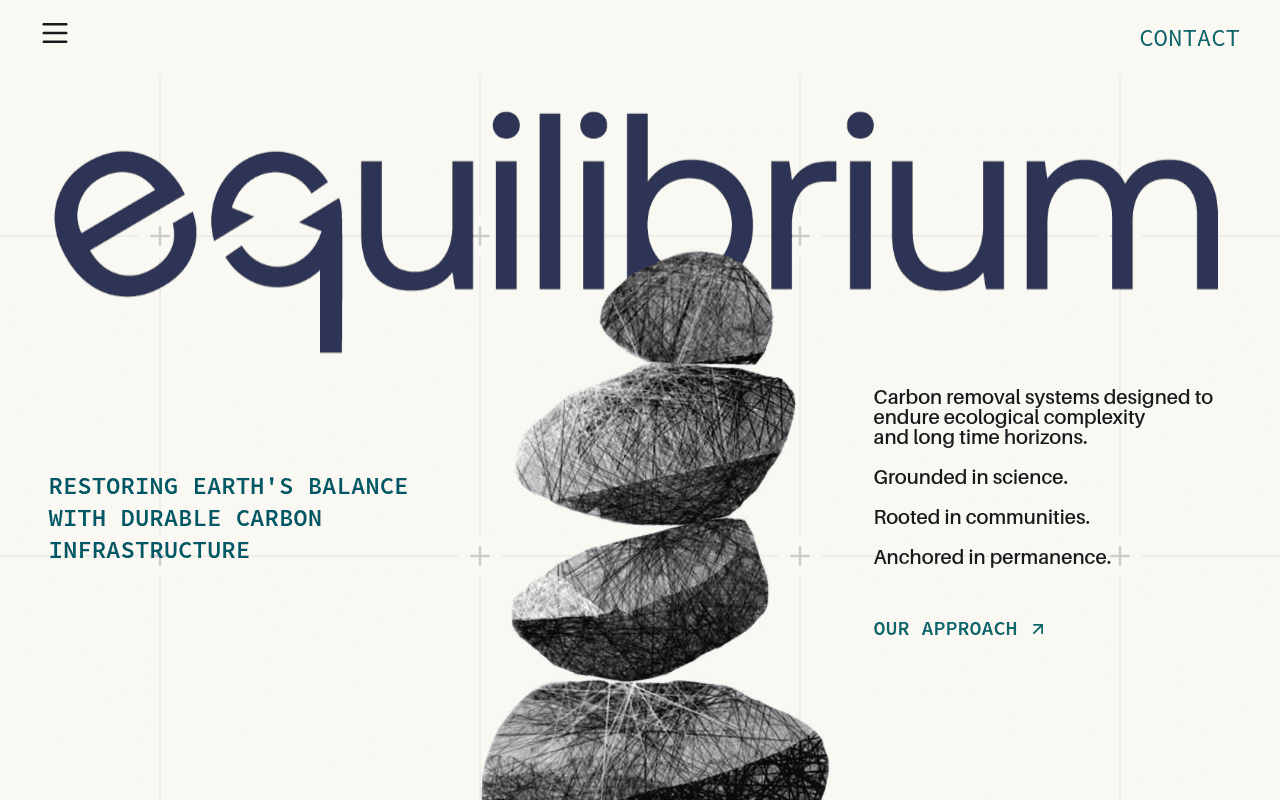 CONTACT
equilibrium
RESTORING EARTH'S BALANCE
WITH DURABLE CARBON
INFRASTRUCTURE
Carbon removal systems designed to
endure ecological complexity
and long time horizons.
Grounded in science.
Rooted in communities.
Anchored in permanence.
OUR APPROACH